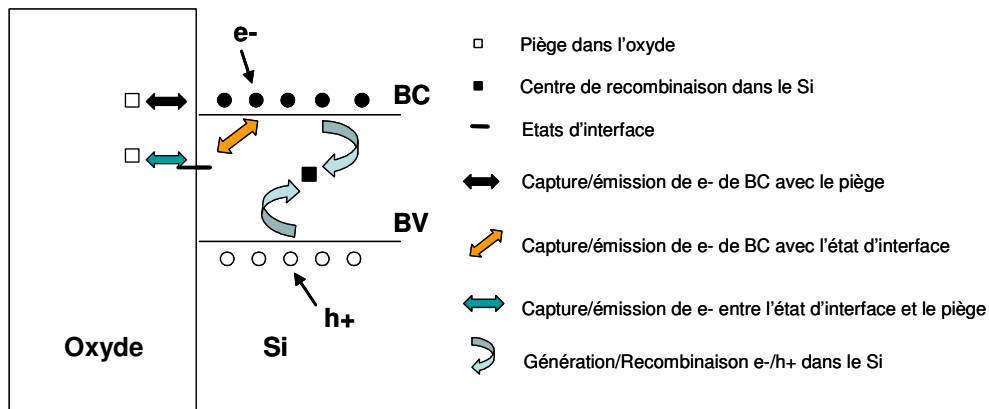 e-
BC
BV
h+
Oxyde
Si
Piège dans l'oxyde
Centre de recombinaison dans le Si
Etats d'interface
Capture/émission de e- de BC avec le piège
Capture/émission de e- de BC avec l'état d'interface
Capture/émission de e- entre l'état d'interface et le piège
Génération/Recombinaison e-/h+ dans le Si